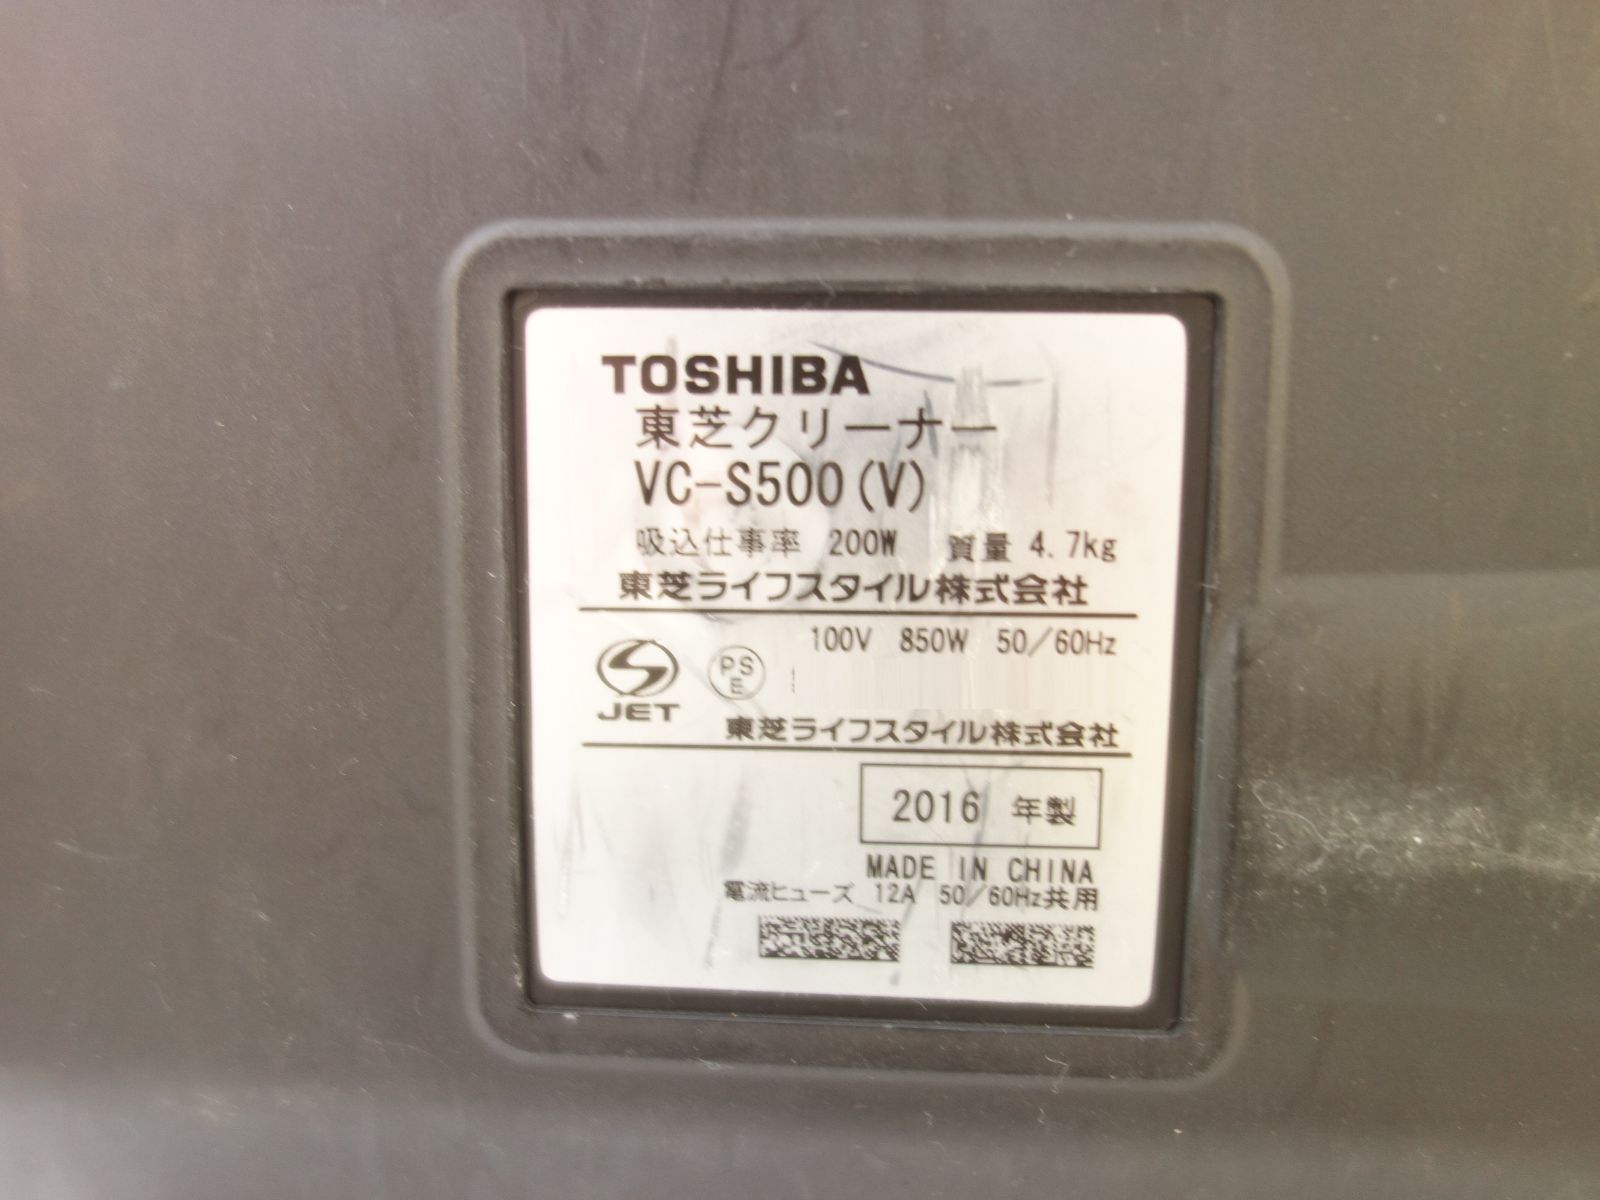 TOSHIBA
東芝クリーナー
VC-S500(V)
吸込仕事率 200W 質量 4.7kg
東芝ライフスタイル株式会社
100V 850W 50/60Hz
JET
PS
E
東芝ライフスタイル株式会社
2016 年製
MADE IN CHINA
電流ヒューズ 12A 50/60Hz共用